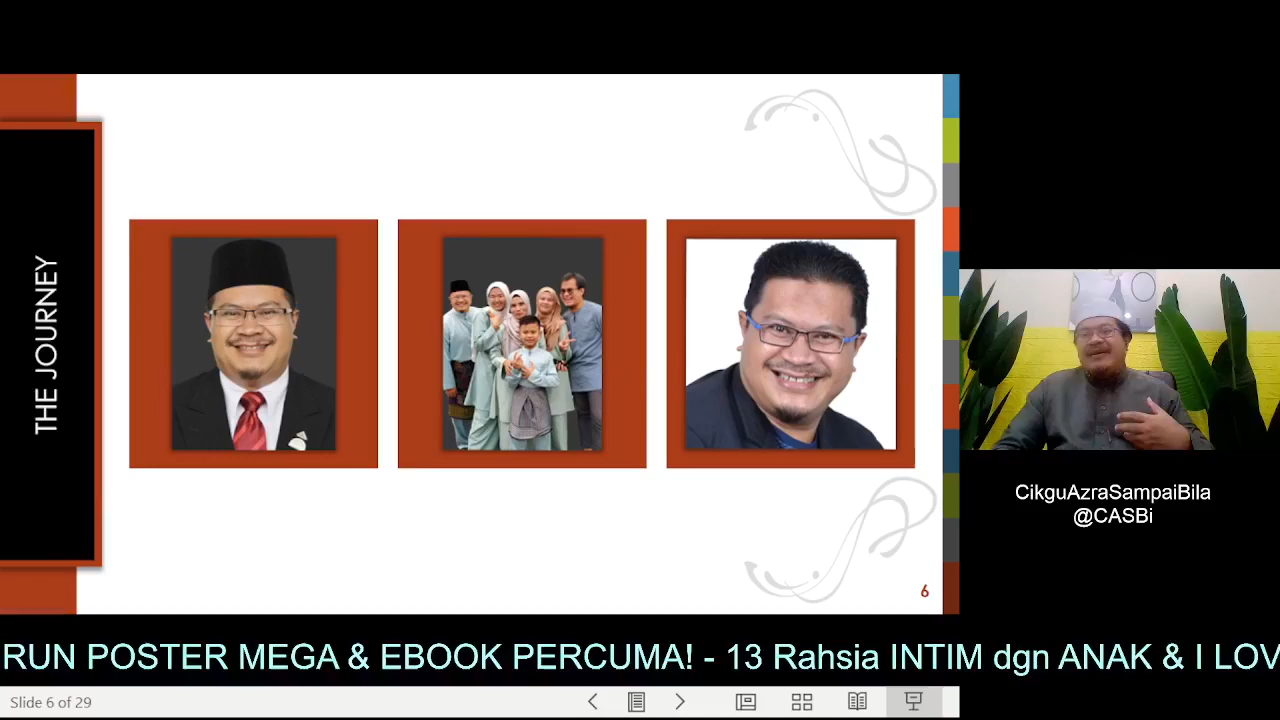 THE JOURNEY
CikguAzraSampaiBila
@CASBi
6
RUN POSTER MEGA & EBOOK PERCUMA! - 13 Rahsia INTIM dgn ANAK & I LOV
Slide 6 of 29